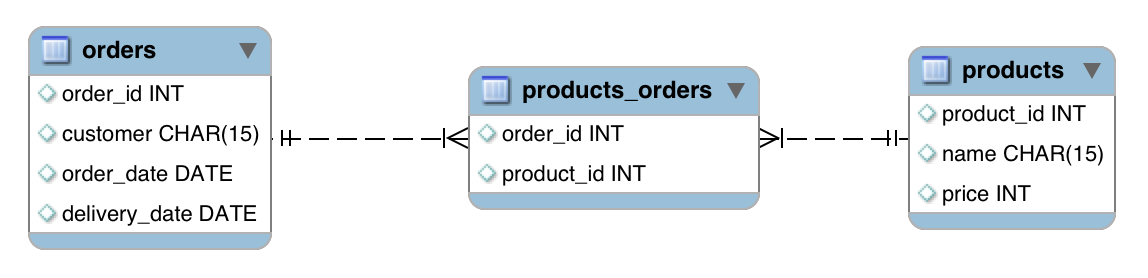 orders
order_id INT
customer CHAR(15)
order_date DATE
delivery_date DATE
products_orders
order_id INT
product_id INT
products
product_id INT
name CHAR(15)
price INT